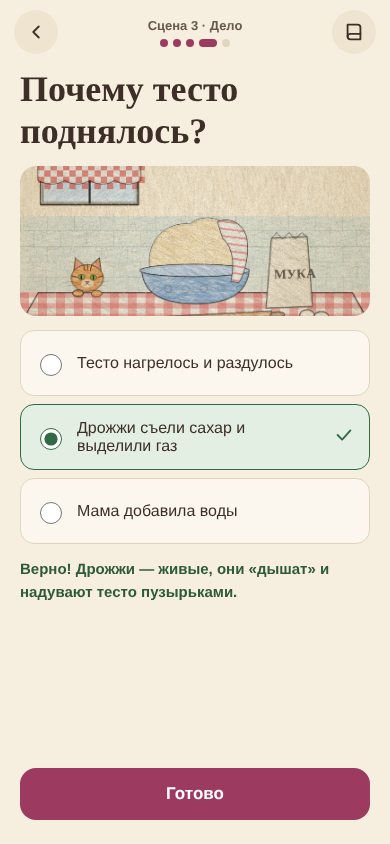 Сцена 3 · Дело
Почему тесто
поднялось?
МУКА
Тесто нагрелось и раздулось
Дрожжи съели сахар и
выделили газ
Мама добавила воды
Верно! Дрожжи — живые, они «дышат» и
надувают тесто пузырьками.
Готово